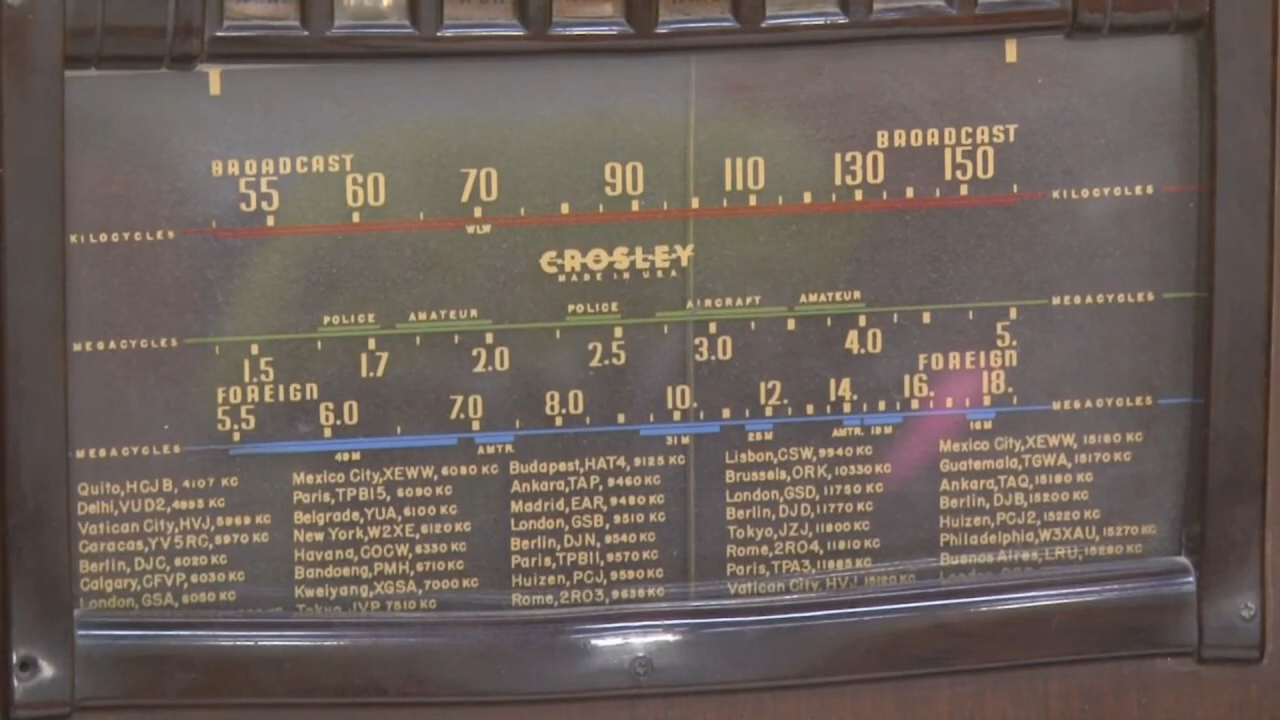 BROADCAST
BROADCAST
55 60 70 90 110 130 150
KILOCYCLES
KILOCYCLES
WLW
CROSLEY
MADE IN U.S.A.
POLICE AMATEUR POLICE AIRCRAFT AMATEUR
MEGACYCLES
MEGACYCLES
1.5 1.7 2.0 2.5 3.0 4.0 5.
FOREIGN
FOREIGN
5.5 6.0 7.0 8.0 10. 12. 14. 16. 18.
MEGACYCLES
MEGACYCLES
49M AMTR. 31M 25M AMTR. 19M 16M
Quito, HCJB, 4107 KC
Delhi, VUD2, 4995 KC
Vatican City, HVJ, 5969 KC
Caracas, YV5RC, 5970 KC
Berlin, DJC, 6020 KC
Calgary, CFVP, 6030 KC
London, GSA, 6050 KC
Mexico City, XEWW, 6080 KC
Paris, TPB15, 6090 KC
Belgrade, YUA, 6100 KC
New York, W2XE, 6120 KC
Havana, COCW, 6330 KC
Bandoeng, PMH, 6710 KC
Kweiyang, XGSA, 7000 KC
Tokyo, JVP 7510 KC
Budapest, HAT4, 9125 KC
Ankara, TAP, 9460 KC
Madrid, EAR, 9480 KC
London, GSB, 9510 KC
Berlin, DJN, 9540 KC
Paris, TPB11, 9570 KC
Huizen, PCJ, 9590 KC
Rome, 2RO3, 9635 KC
Lisbon, CSW, 9940 KC
Brussels, ORK, 10330 KC
London, GSD, 11750 KC
Berlin, DJD, 11770 KC
Tokyo, JZJ, 11800 KC
Rome, 2RO4, 11810 KC
Paris, TPA3, 11885 KC
Vatican City, HVJ, 15120 KC
Mexico City, XEWW, 15160 KC
Guatemala, TGWA, 15170 KC
Ankara, TAQ, 15180 KC
Berlin, DJB, 15200 KC
Huizen, PCJ2, 15220 KC
Philadelphia, W3XAU, 15270 KC
Buenos Aires, LRU, 15290 KC